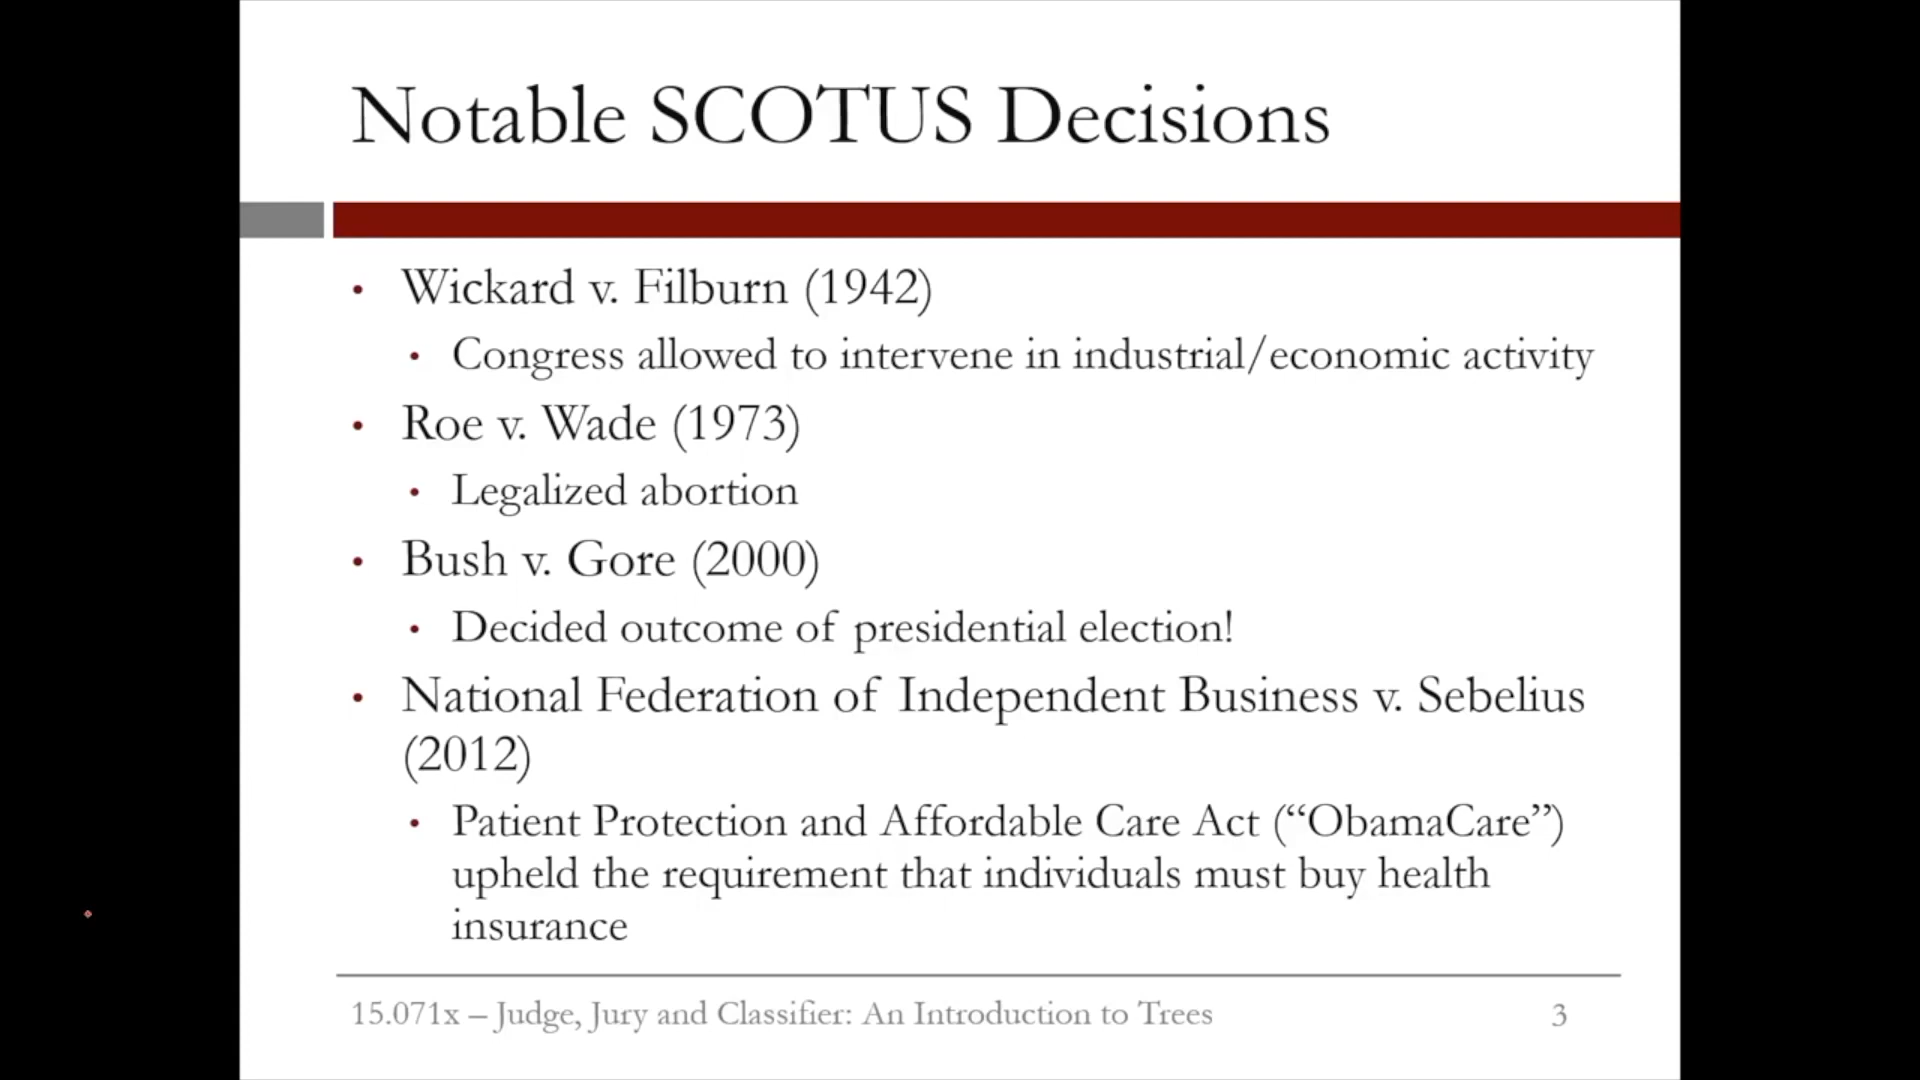 Notable SCOTUS Decisions
• Wickard v. Filburn (1942)
• Congress allowed to intervene in industrial/economic activity
• Roe v. Wade (1973)
• Legalized abortion
• Bush v. Gore (2000)
• Decided outcome of presidential election!
• National Federation of Independent Business v. Sebelius
(2012)
• Patient Protection and Affordable Care Act (“ObamaCare”)
upheld the requirement that individuals must buy health
insurance
15.071x – Judge, Jury and Classifier: An Introduction to Trees 3